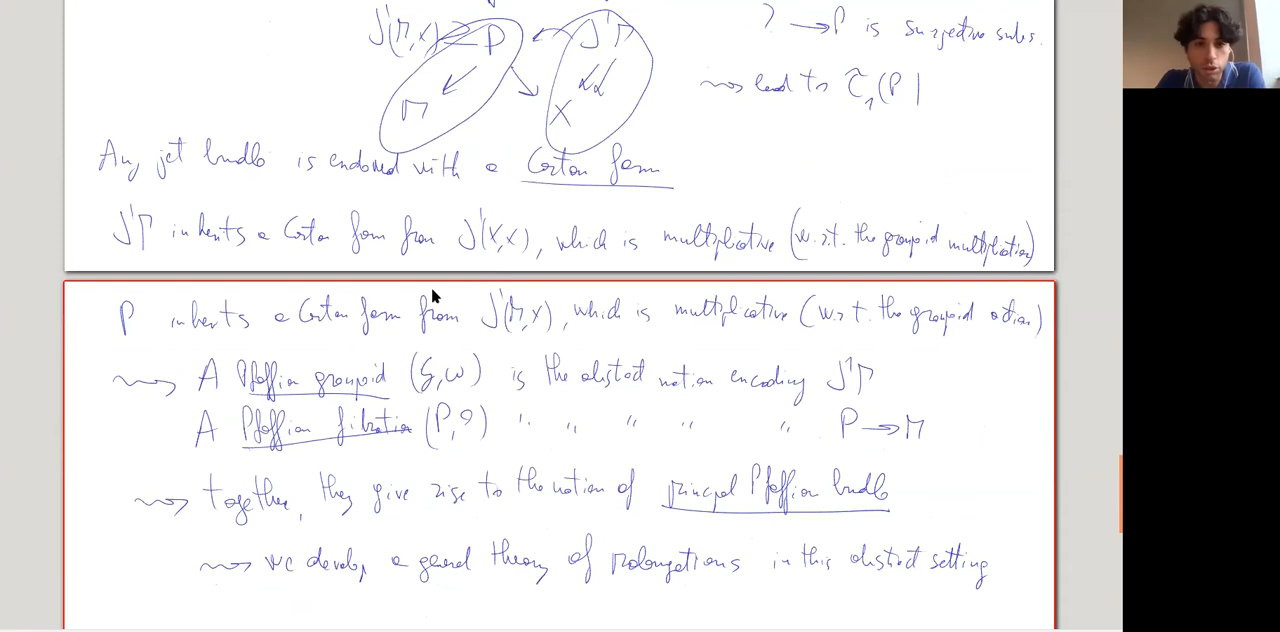 J¹(M,X) ⊇ P ← J¹Γ
? → P is surjective subs.
M
X
⇝ lead to
Any jet bundle is endowed with a Cartan form
J¹Γ inherits a Cartan form from J¹(X,X), which is multiplicative (w.r.t. the groupoid multiplication)
P inherits a Cartan form from J¹(M,X), which is multiplicative (w.r.t. the groupoid action)
⇝ A Pfaffian groupoid (G,ω) is the abstract notion encoding J¹Γ
A Pfaffian fibration (P,θ) " " " " " P → M
⇝ together, they give rise to the notion of principal Pfaffian bundle
⇝ we develop a general theory of prolongations in this abstract setting